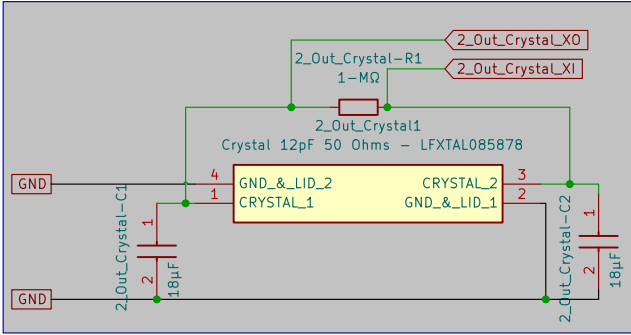 2_Out_Crystal_XO
2_Out_Crystal-R1
1-MΩ
2_Out_Crystal_XI
2_Out_Crystal1
Crystal 12pF 50 Ohms - LFXTAL085878
GND
4
GND_&_LID_2
CRYSTAL_2
3
1
CRYSTAL_1
GND_&_LID_1
2
2_Out_Crystal-C1
1
2
18µF
2_Out_Crystal-C2
1
2
18µF
GND